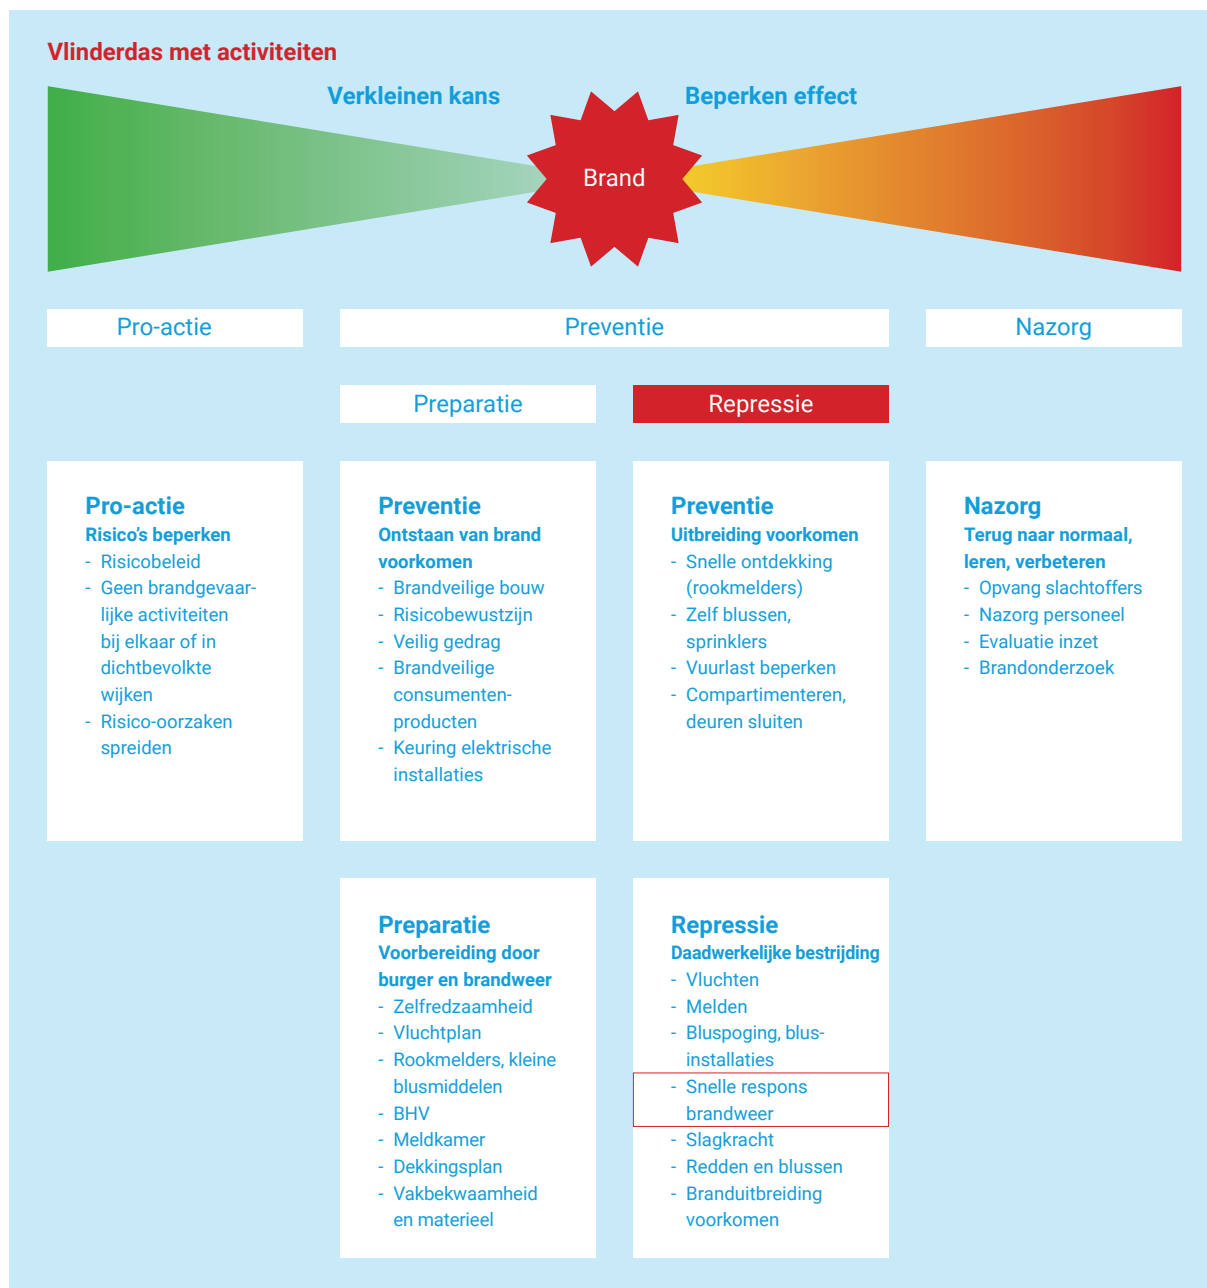 Vlinderdas met activiteiten
Verkleinen kans
Beperken effect
Brand
Pro-actie
Preventie
Nazorg
Preparatie
Repressie
Pro-actie
Risico's beperken
- Risicobeleid
- Geen brandgevaar-
lijke activiteiten
bij elkaar of in
dichtbevolkte
wijken
- Risico-oorzaken
spreiden
Preventie
Ontstaan van brand
voorkomen
- Brandveilige bouw
- Risicobewustzijn
- Veilig gedrag
- Brandveilige
consumenten-
producten
- Keuring elektrische
installaties
Preventie
Uitbreiding voorkomen
- Snelle ontdekking
(rookmelders)
- Zelf blussen,
sprinklers
- Vuurlast beperken
- Compartimenteren,
deuren sluiten
Nazorg
Terug naar normaal,
leren, verbeteren
- Opvang slachtoffers
- Nazorg personeel
- Evaluatie inzet
- Brandonderzoek
Preparatie
Voorbereiding door
burger en brandweer
- Zelfredzaamheid
- Vluchtplan
- Rookmelders, kleine
blusmiddelen
- BHV
- Meldkamer
- Dekkingsplan
- Vakbekwaamheid
en materieel
Repressie
Daadwerkelijke bestrijding
- Vluchten
- Melden
- Bluspoging, blus-
installaties
- Snelle respons
brandweer
- Slagkracht
- Redden en blussen
- Branduitbreiding
voorkomen